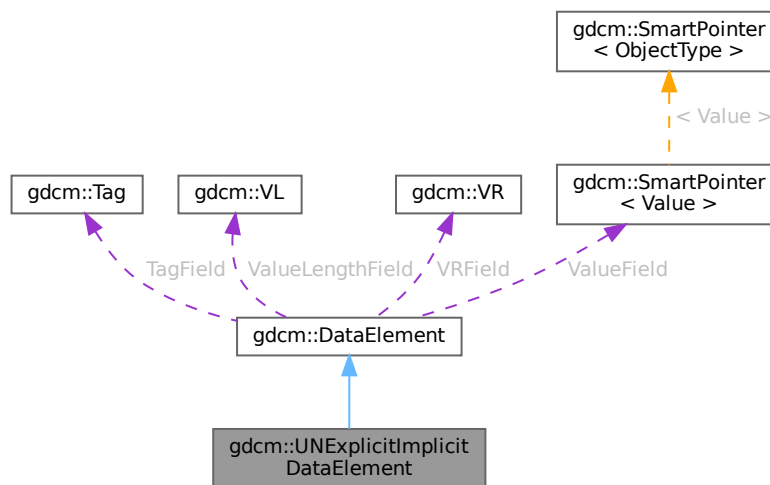 gdcm::SmartPointer
< ObjectType >
< Value >
gdcm::Tag
gdcm::VL
gdcm::VR
gdcm::SmartPointer
< Value >
TagField
ValueLengthField
VRField
ValueField
gdcm::DataElement
gdcm::UNExplicitImplicit
DataElement